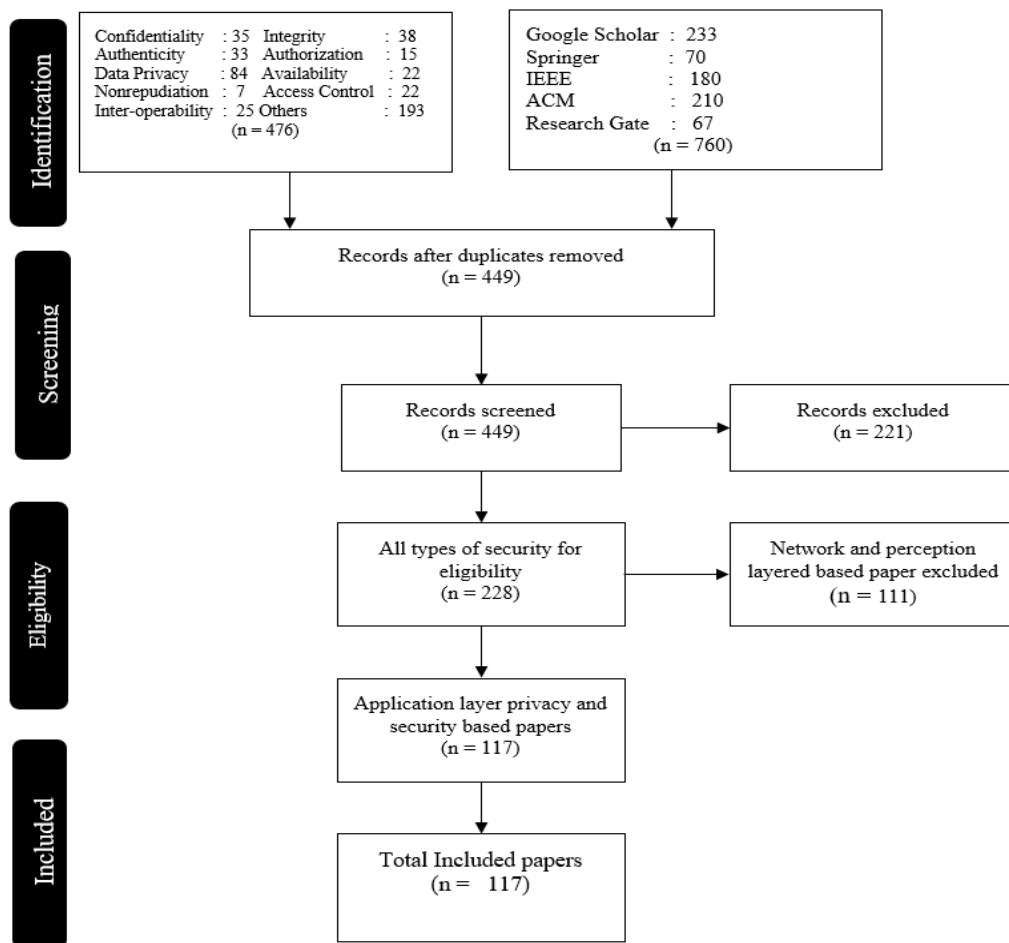 Identification
Confidentiality : 35 Integrity : 38
Authenticity : 33 Authorization : 15
Data Privacy : 84 Availability : 22
Nonrepudiation : 7 Access Control : 22
Inter-operability : 25 Others : 193
(n = 476)
Google Scholar : 233
Springer : 70
IEEE : 180
ACM : 210
Research Gate : 67
(n = 760)
Screening
Records after duplicates removed
(n = 449)
Records screened
(n = 449)
Records excluded
(n = 221)
Eligibility
All types of security for
eligibility
(n = 228)
Network and perception
layered based paper excluded
(n = 111)
Application layer privacy and
security based papers
(n = 117)
Included
Total Included papers
(n = 117)